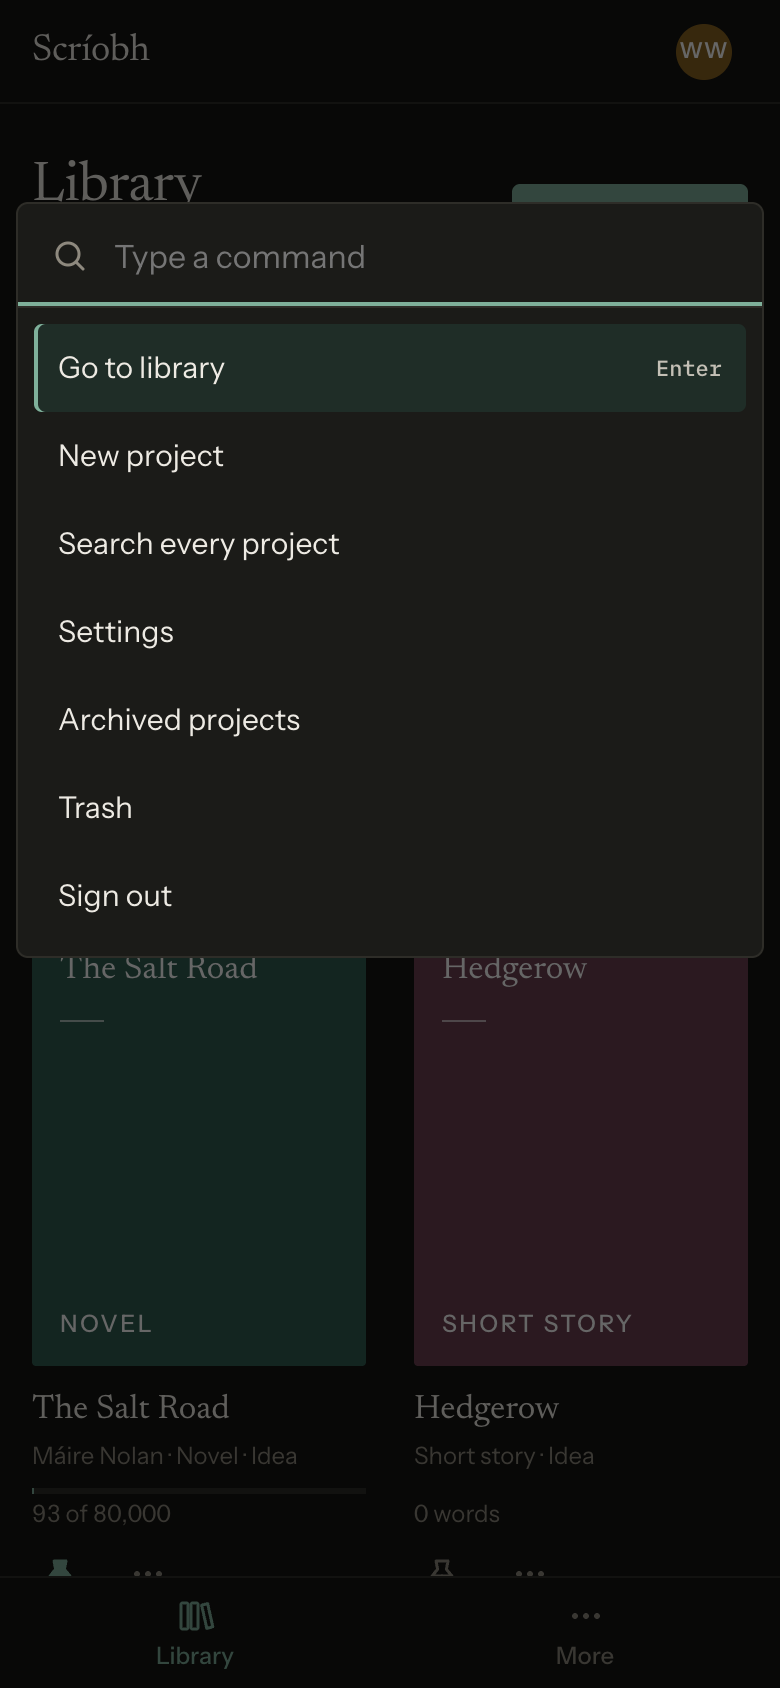 Scríobh
WW
Library
Type a command
Go to library
Enter
New project
Search every project
Settings
Archived projects
Trash
Sign out
The Salt Road
Hedgerow
NOVEL
SHORT STORY
The Salt Road
Hedgerow
Máire Nolan · Novel · Idea
Short story · Idea
93 of 80,000
0 words
Library
More